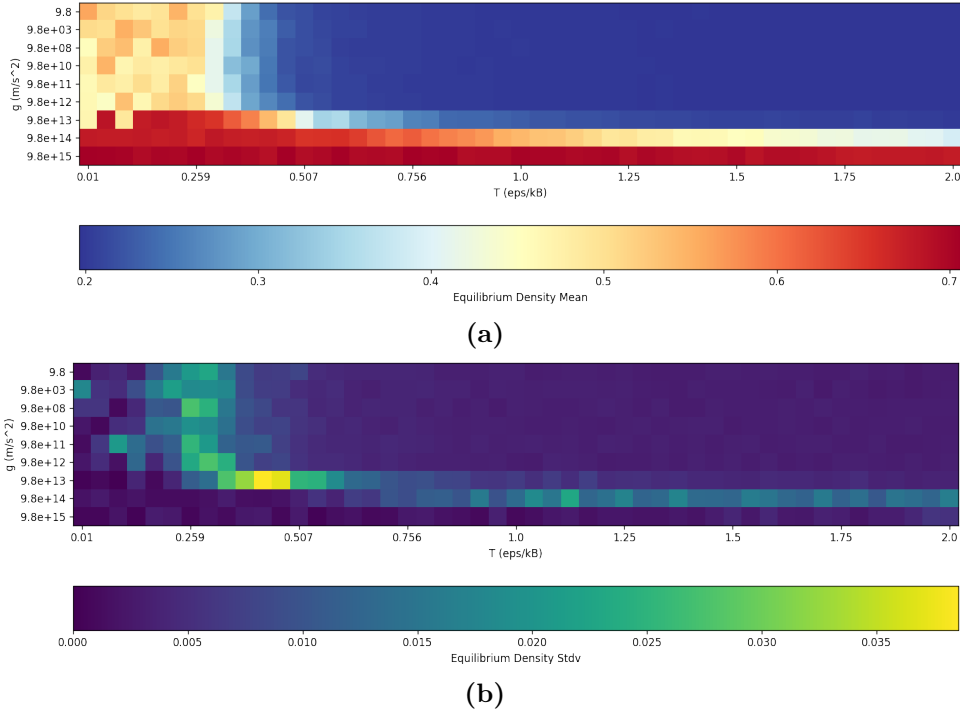 9.8
9.8e+03
9.8e+08
9.8e+10
9.8e+11
9.8e+12
9.8e+13
9.8e+14
9.8e+15
g (m/s^2)
0.01 0.259 0.507 0.756 1.0 1.25 1.5 1.75 2.0
T (eps/kB)
0.2 0.3 0.4 0.5 0.6 0.7
Equilibrium Density Mean
(a)
9.8
9.8e+03
9.8e+08
9.8e+10
9.8e+11
9.8e+12
9.8e+13
9.8e+14
9.8e+15
g (m/s^2)
0.01 0.259 0.507 0.756 1.0 1.25 1.5 1.75 2.0
T (eps/kB)
0.000 0.005 0.010 0.015 0.020 0.025 0.030 0.035
Equilibrium Density Stdv
(b)